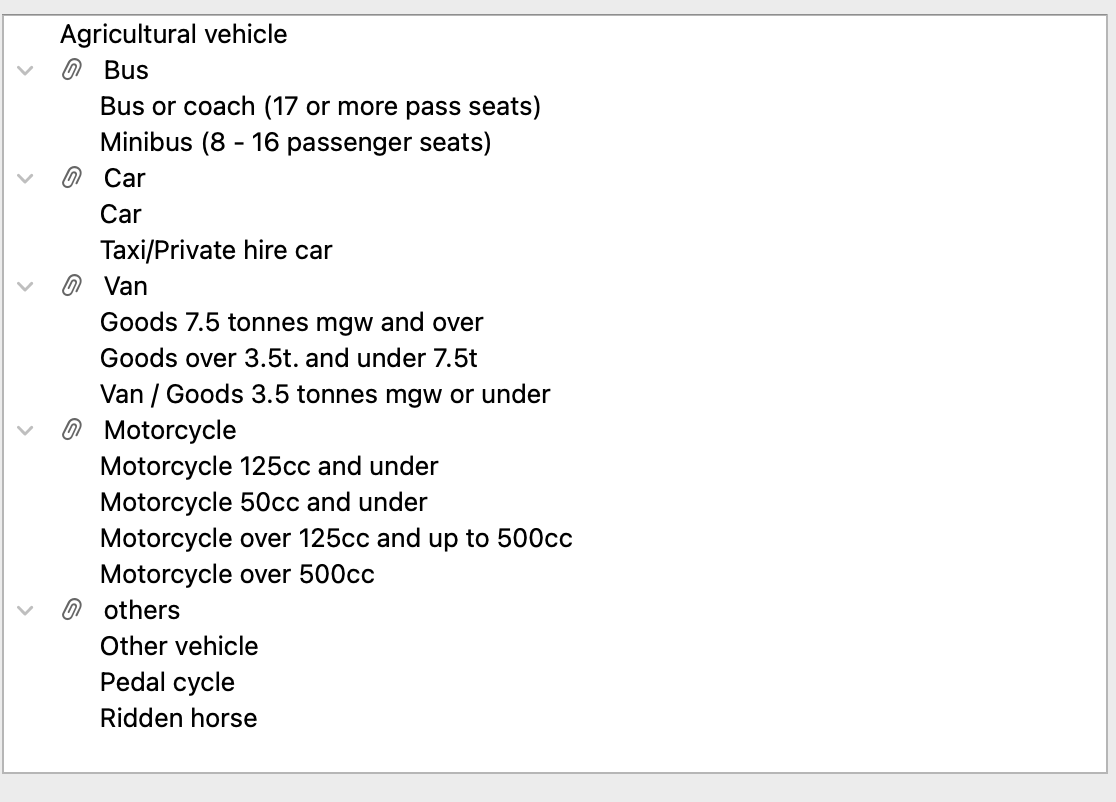 Agricultural vehicle
Bus
Bus or coach (17 or more pass seats)
Minibus (8 - 16 passenger seats)
Car
Car
Taxi/Private hire car
Van
Goods 7.5 tonnes mgw and over
Goods over 3.5t. and under 7.5t
Van / Goods 3.5 tonnes mgw or under
Motorcycle
Motorcycle 125cc and under
Motorcycle 50cc and under
Motorcycle over 125cc and up to 500cc
Motorcycle over 500cc
others
Other vehicle
Pedal cycle
Ridden horse